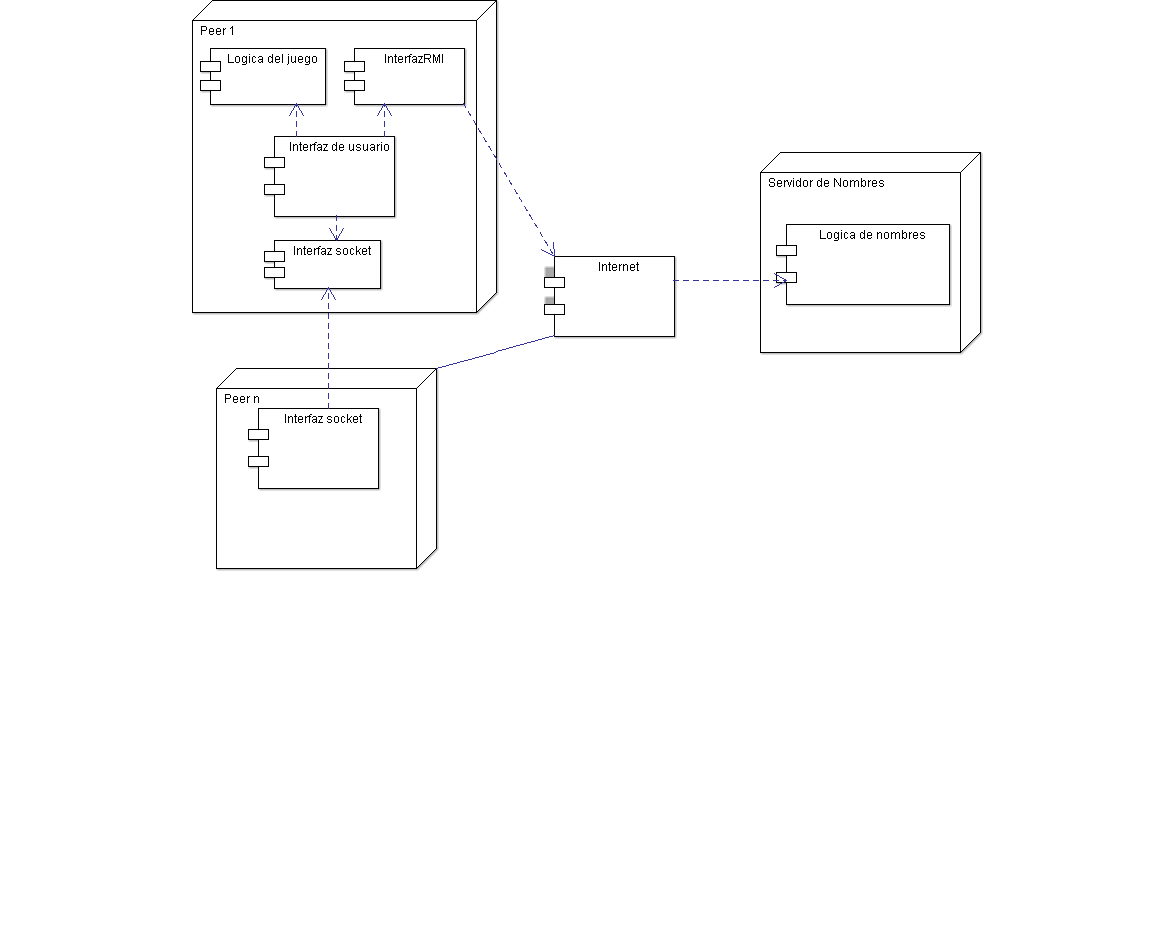 Peer 1
Logica del juego
InterfazRMI
Interfaz de usuario
Interfaz socket
Internet
Servidor de Nombres
Logica de nombres
Peer n
Interfaz socket